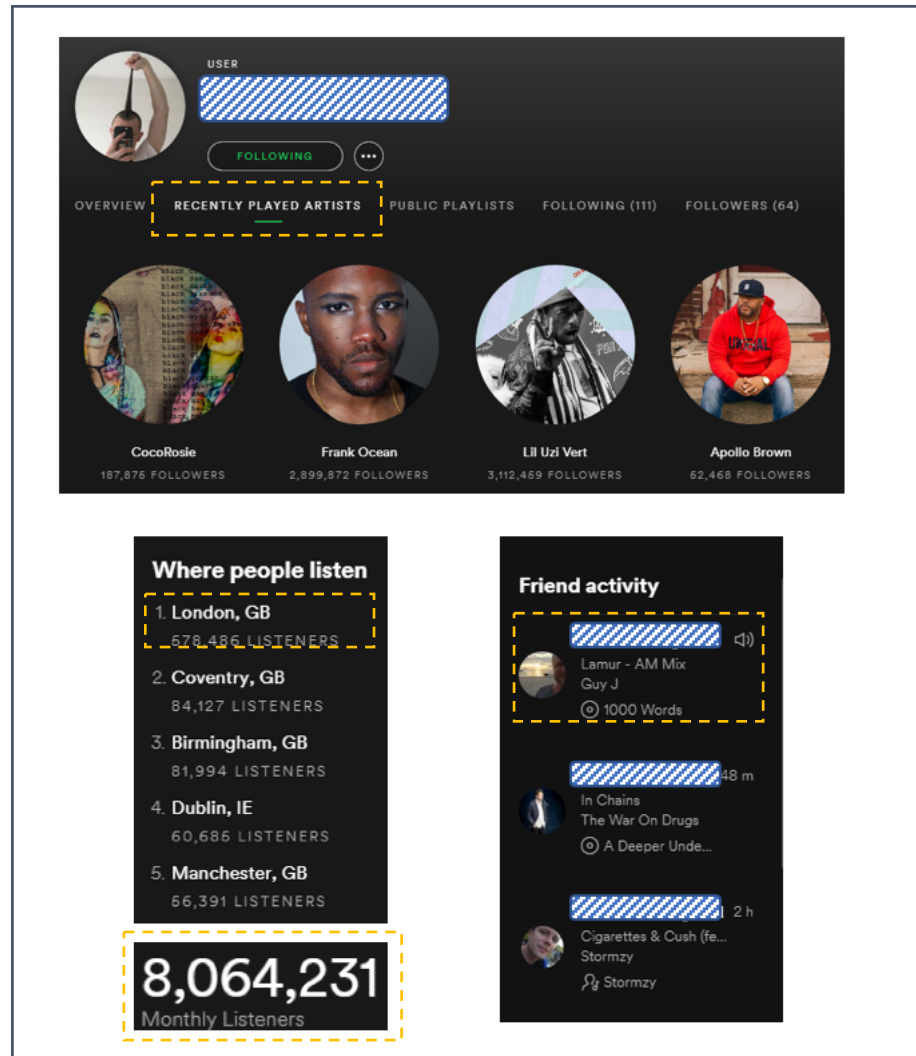 USER
FOLLOWING
OVERVIEW RECENTLY PLAYED ARTISTS PUBLIC PLAYLISTS FOLLOWING (111) FOLLOWERS (64)
CocoRosie Frank Ocean Lil Uzi Vert Apollo Brown
187,875 FOLLOWERS 2,899,872 FOLLOWERS 3,112,469 FOLLOWERS 52,468 FOLLOWERS
Where people listen
1. London, GB
578,486 LISTENERS
2. Coventry, GB
84,127 LISTENERS
3. Birmingham, GB
81,994 LISTENERS
4. Dublin, IE
60,685 LISTENERS
5. Manchester, GB
56,391 LISTENERS
8,064,231
Monthly Listeners
Friend activity
Lamur - AM Mix
Guy J
1000 Words
48 m
In Chains
The War On Drugs
A Deeper Unde...
2 h
Cigarettes & Cush (fe...
Stormzy
Stormzy